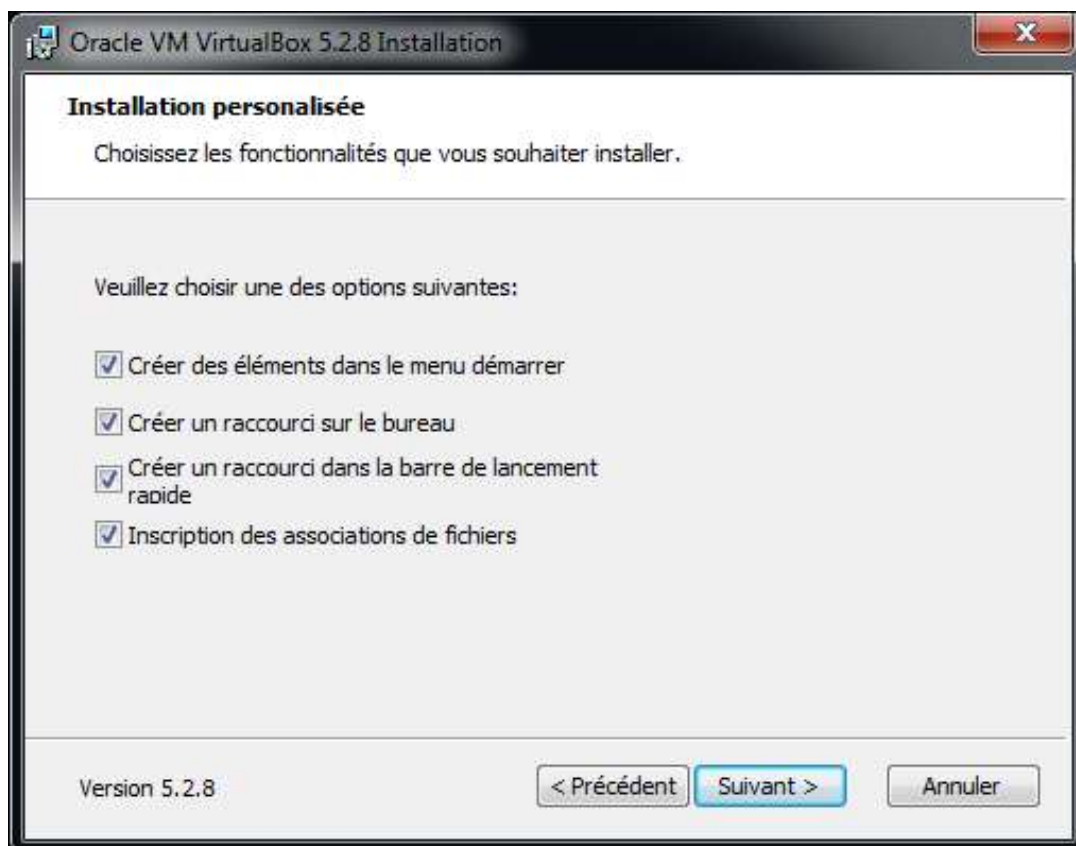 Oracle VM VirtualBox 5.2.8 Installation
Installation personalisée
Choisissez les fonctionnalités que vous souhaiter installer.
Veuillez choisir une des options suivantes:
Créer des éléments dans le menu démarrer
Créer un raccourci sur le bureau
Créer un raccourci dans la barre de lancement
rapide
Inscription des associations de fichiers
Version 5.2.8
< Précédent
Suivant >
Annuler